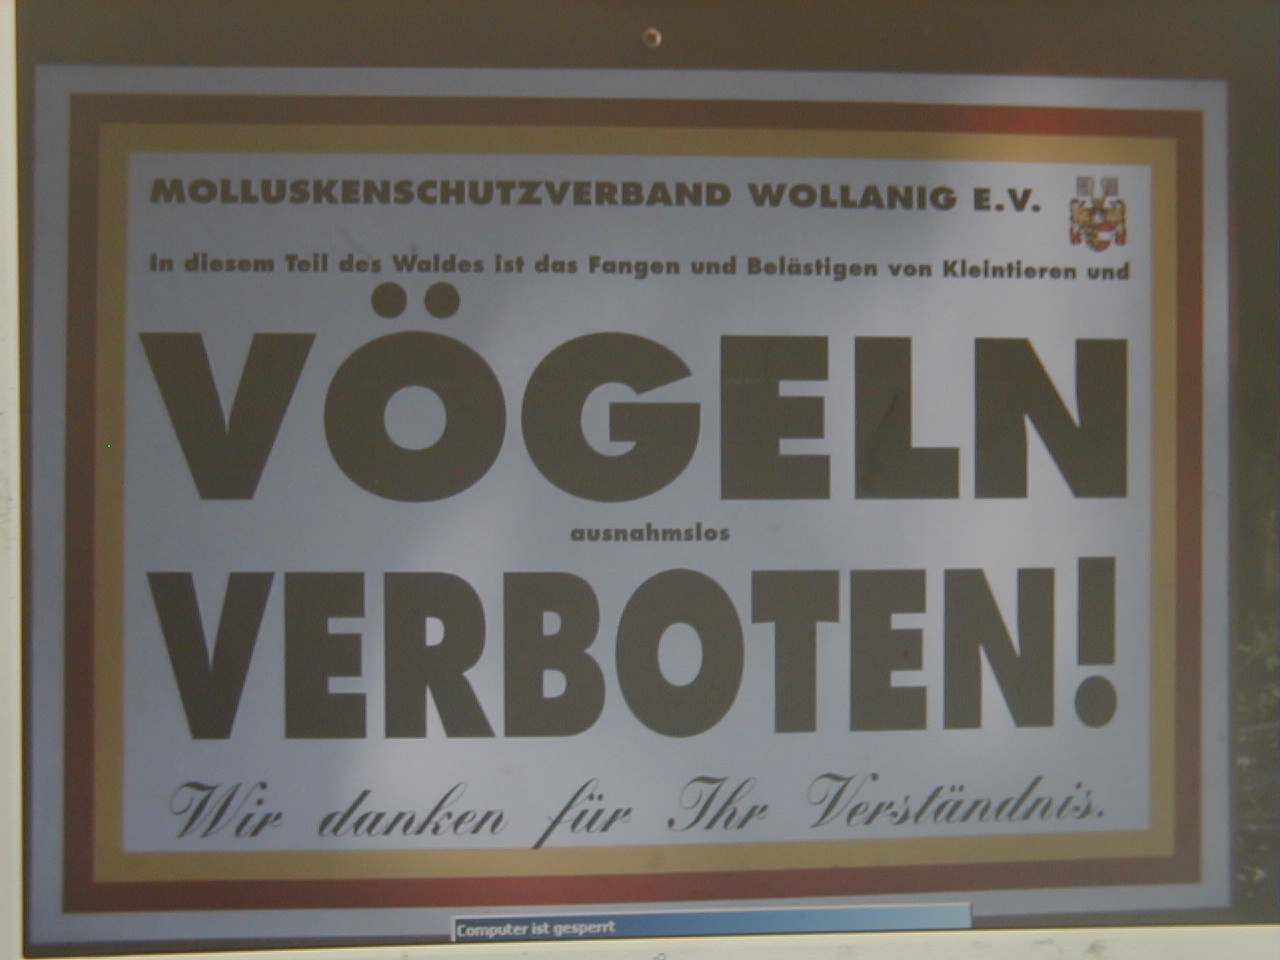 MOLLUSKENSCHUTZVERBAND WOLLANIG E.V.
In diesem Teil des Waldes ist das Fangen und Belästigen von Kleintieren und
VÖGELN
ausnahmslos
VERBOTEN!
Wir danken für Ihr Verständnis.
Computer ist gesperrt